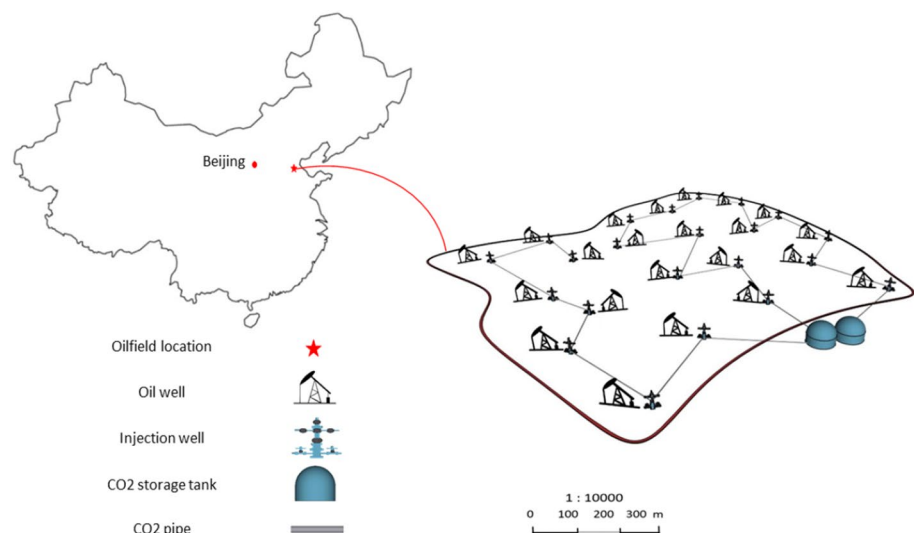 Beijing
Oilfield location
Oil well
Injection well
CO2 storage tank
CO2 pipe
1 : 10000
0 100 200 300 m